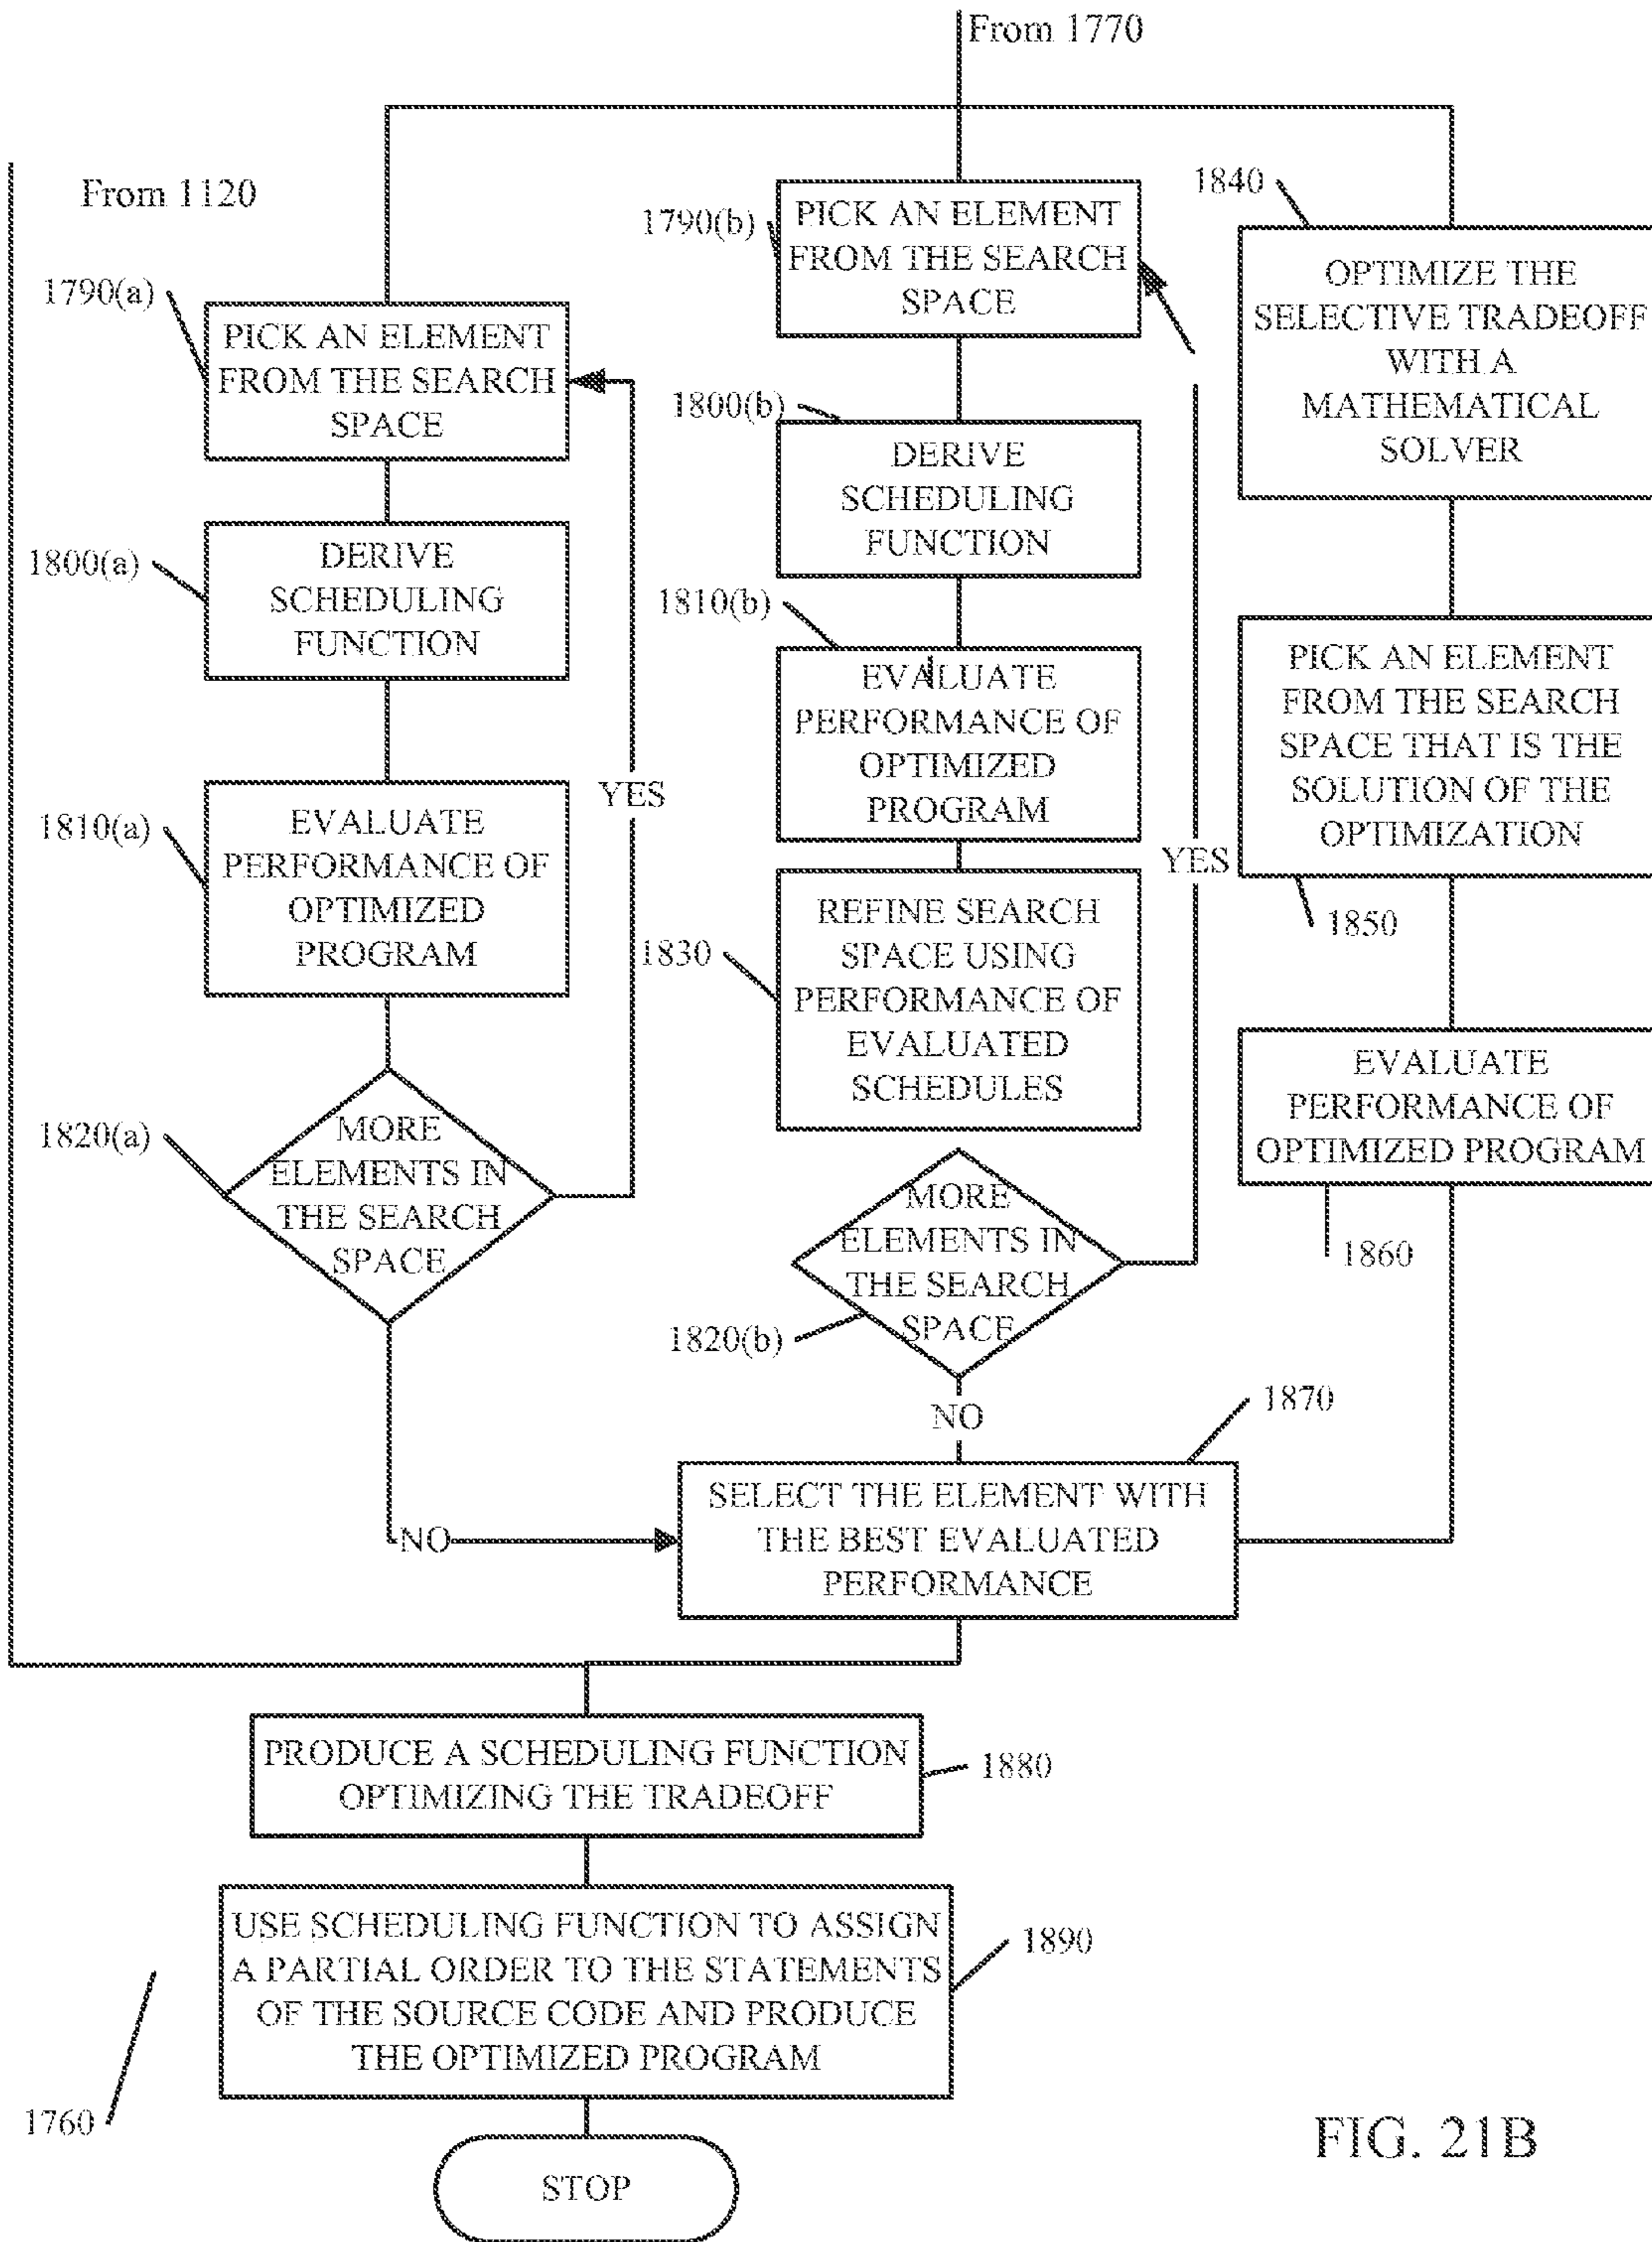 From 1770
From 1120
1790(a)
PICK AN ELEMENT
FROM THE SEARCH
SPACE
1800(a)
DERIVE
SCHEDULING
FUNCTION
1810(a)
EVALUATE
PERFORMANCE OF
OPTIMIZED
PROGRAM
YES
1820(a)
MORE
ELEMENTS IN
THE SEARCH
SPACE
NO
1790(b)
PICK AN ELEMENT
FROM THE SEARCH
SPACE
1800(b)
DERIVE
SCHEDULING
FUNCTION
1810(b)
EVALUATE
PERFORMANCE OF
OPTIMIZED
PROGRAM
1830
REFINE SEARCH
SPACE USING
PERFORMANCE OF
EVALUATED
SCHEDULES
YES
1820(b)
MORE
ELEMENTS IN
THE SEARCH
SPACE
NO
1840
OPTIMIZE THE
SELECTIVE TRADEOFF
WITH A
MATHEMATICAL
SOLVER
PICK AN ELEMENT
FROM THE SEARCH
SPACE THAT IS THE
SOLUTION OF THE
OPTIMIZATION
1850
EVALUATE
PERFORMANCE OF
OPTIMIZED PROGRAM
1860
1870
SELECT THE ELEMENT WITH
THE BEST EVALUATED
PERFORMANCE
PRODUCE A SCHEDULING FUNCTION
OPTIMIZING THE TRADEOFF
1880
USE SCHEDULING FUNCTION TO ASSIGN
A PARTIAL ORDER TO THE STATEMENTS
OF THE SOURCE CODE AND PRODUCE
THE OPTIMIZED PROGRAM
1890
1760
STOP
FIG. 21B